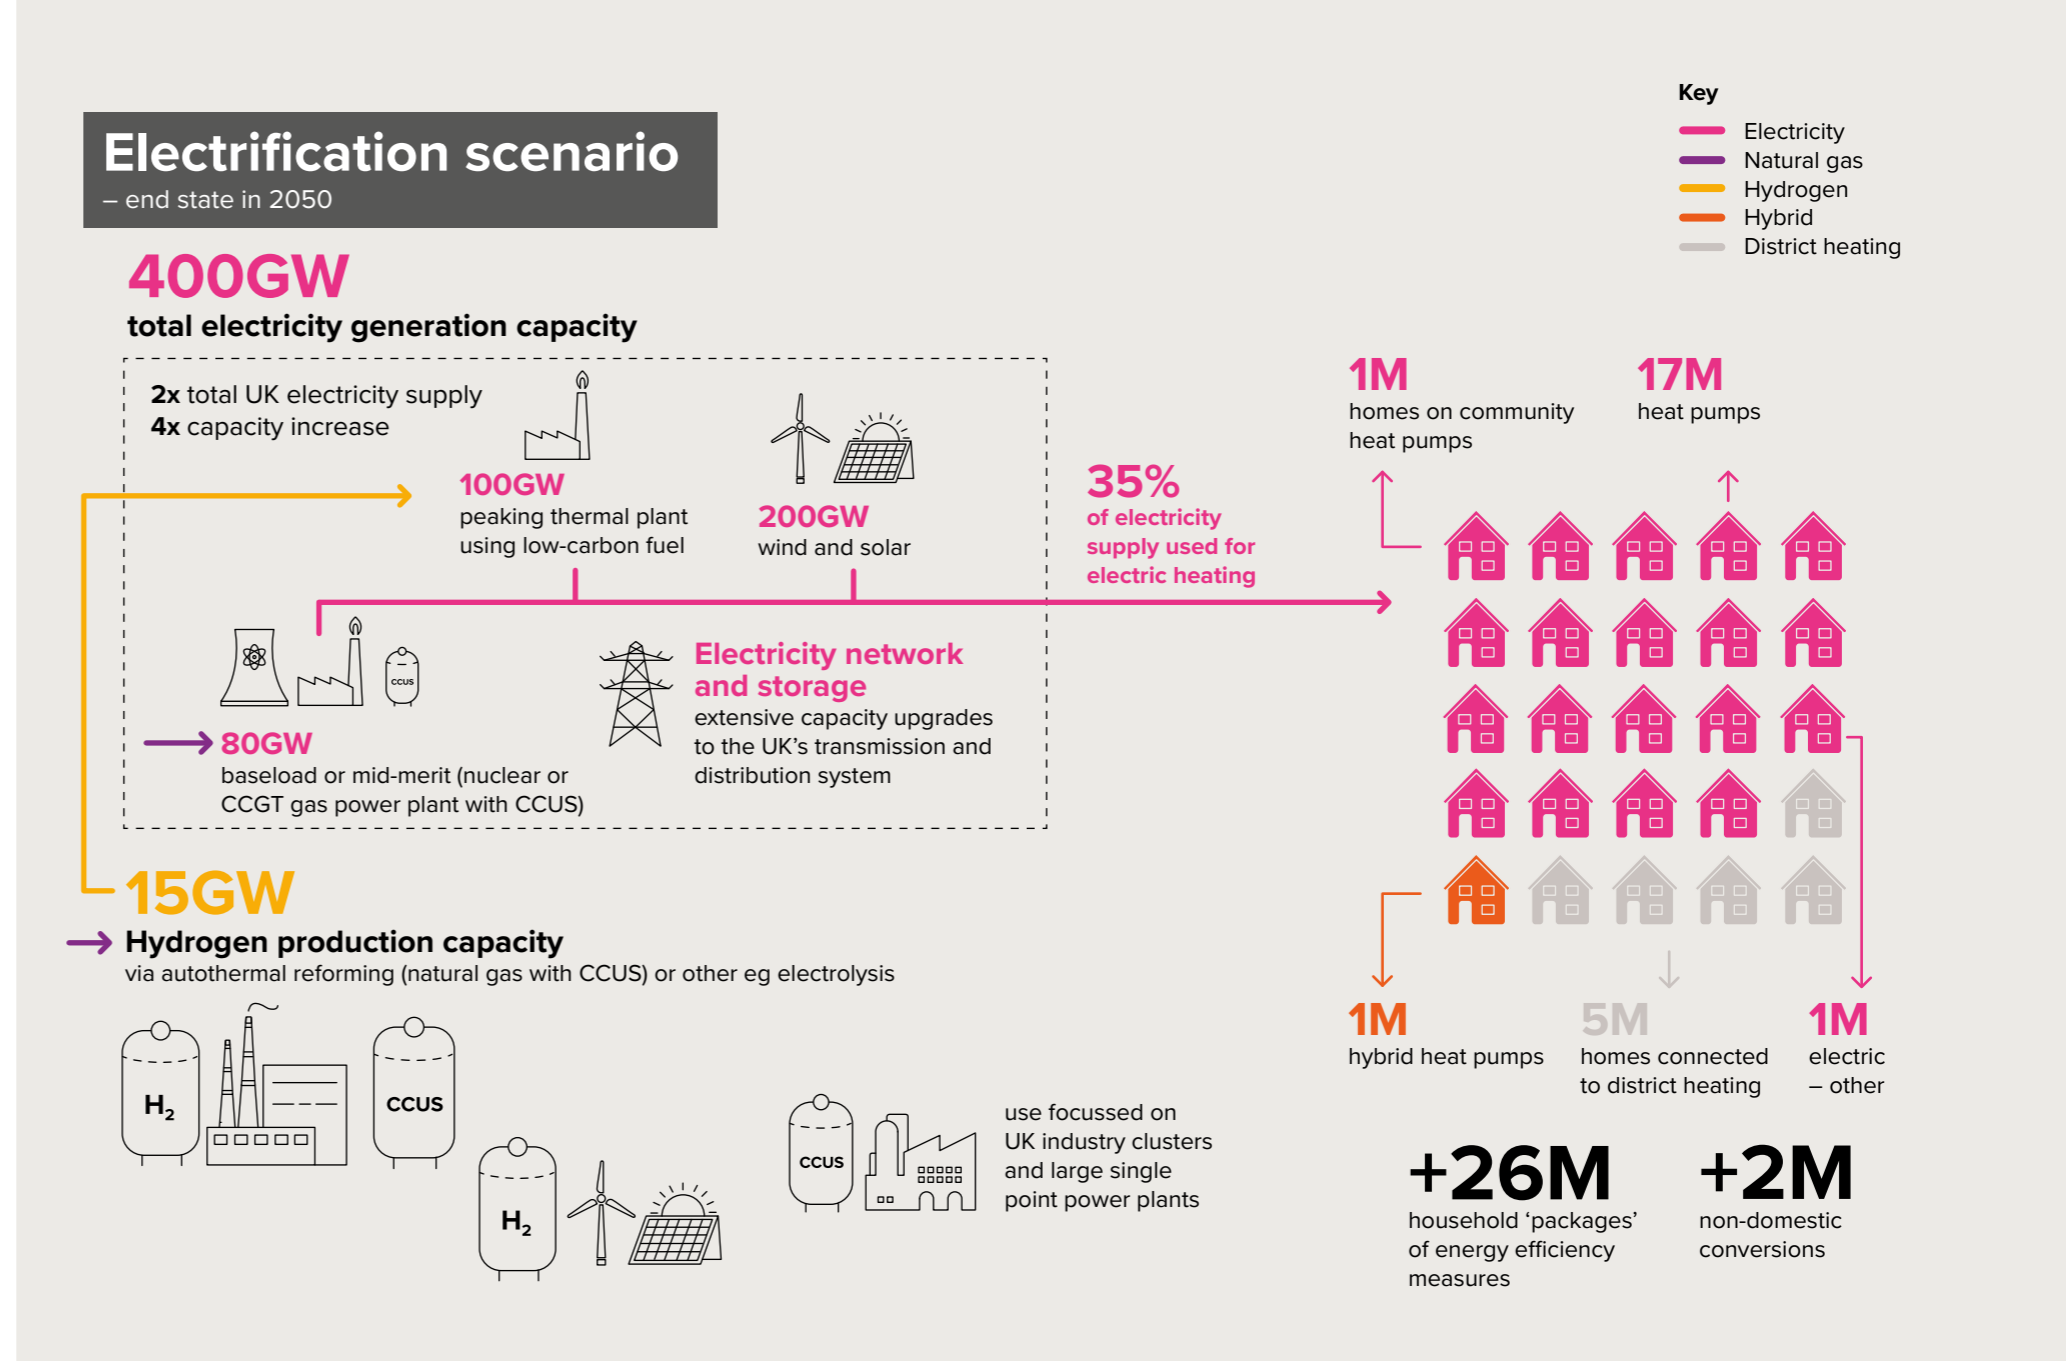 Electrification scenario
– end state in 2050
Key
Electricity
Natural gas
Hydrogen
Hybrid
District heating
400GW
total electricity generation capacity
2x total UK electricity supply
4x capacity increase
100GW
peaking thermal plant
using low-carbon fuel
200GW
wind and solar
35%
of electricity
supply used for
electric heating
CCUS
80GW
baseload or mid-merit (nuclear or
CCGT gas power plant with CCUS)
Electricity network
and storage
extensive capacity upgrades
to the UK’s transmission and
distribution system
1M
homes on community
heat pumps
17M
heat pumps
15GW
Hydrogen production capacity
via autothermal reforming (natural gas with CCUS) or other eg electrolysis
H₂
CCUS
H₂
CCUS
use focussed on
UK industry clusters
and large single
point power plants
1M
hybrid heat pumps
5M
homes connected
to district heating
1M
electric
– other
+26M
household ‘packages’
of energy efficiency
measures
+2M
non-domestic
conversions